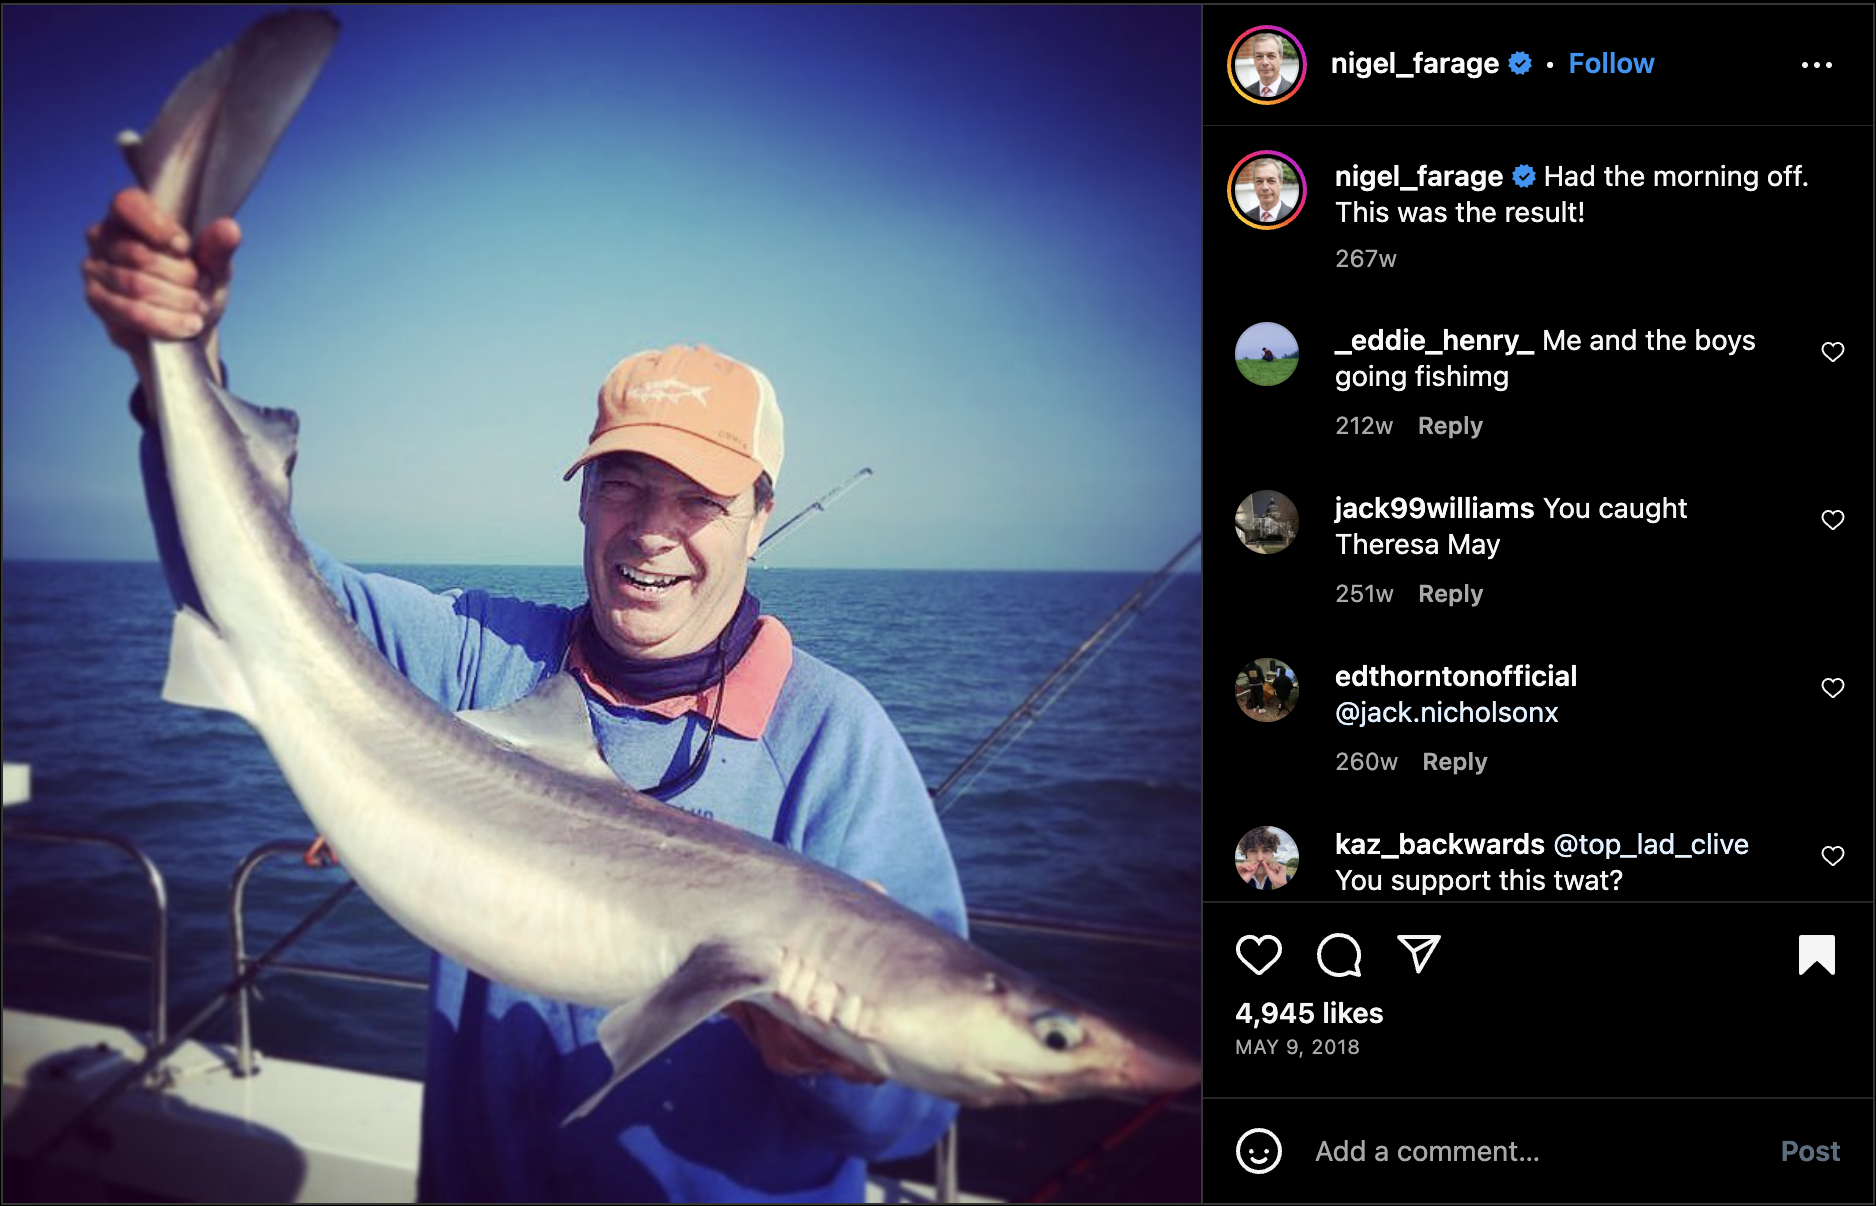 nigel_farage • Follow
nigel_farage Had the morning off.
This was the result!
267w
_eddie_henry_ Me and the boys
going fishimg
212w Reply
jack99williams You caught
Theresa May
251w Reply
edthorntonofficial
@jack.nicholsonx
260w Reply
kaz_backwards @top_lad_clive
You support this twat?
4,945 likes
MAY 9, 2018
Add a comment...
Post